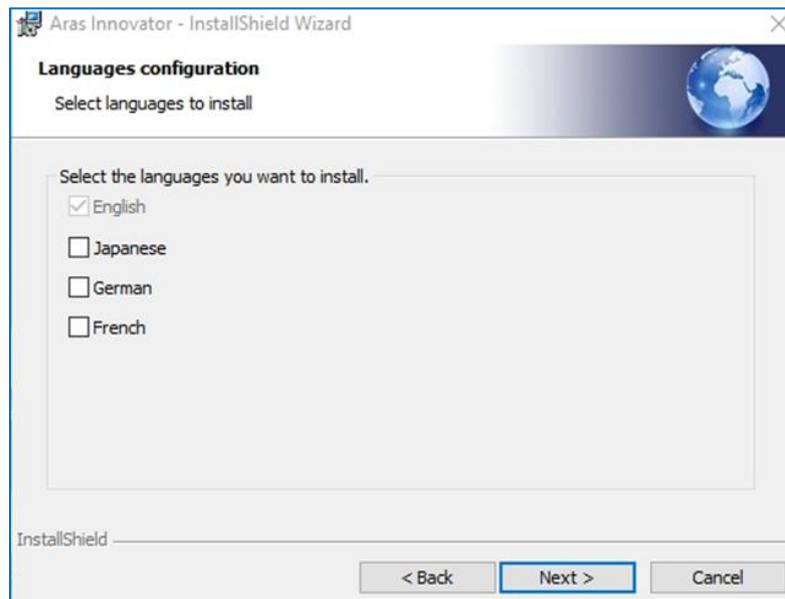 Aras Innovator - InstallShield Wizard
Languages configuration
Select languages to install
Select the languages you want to install.
English
Japanese
German
French
InstallShield
< Back
Next >
Cancel